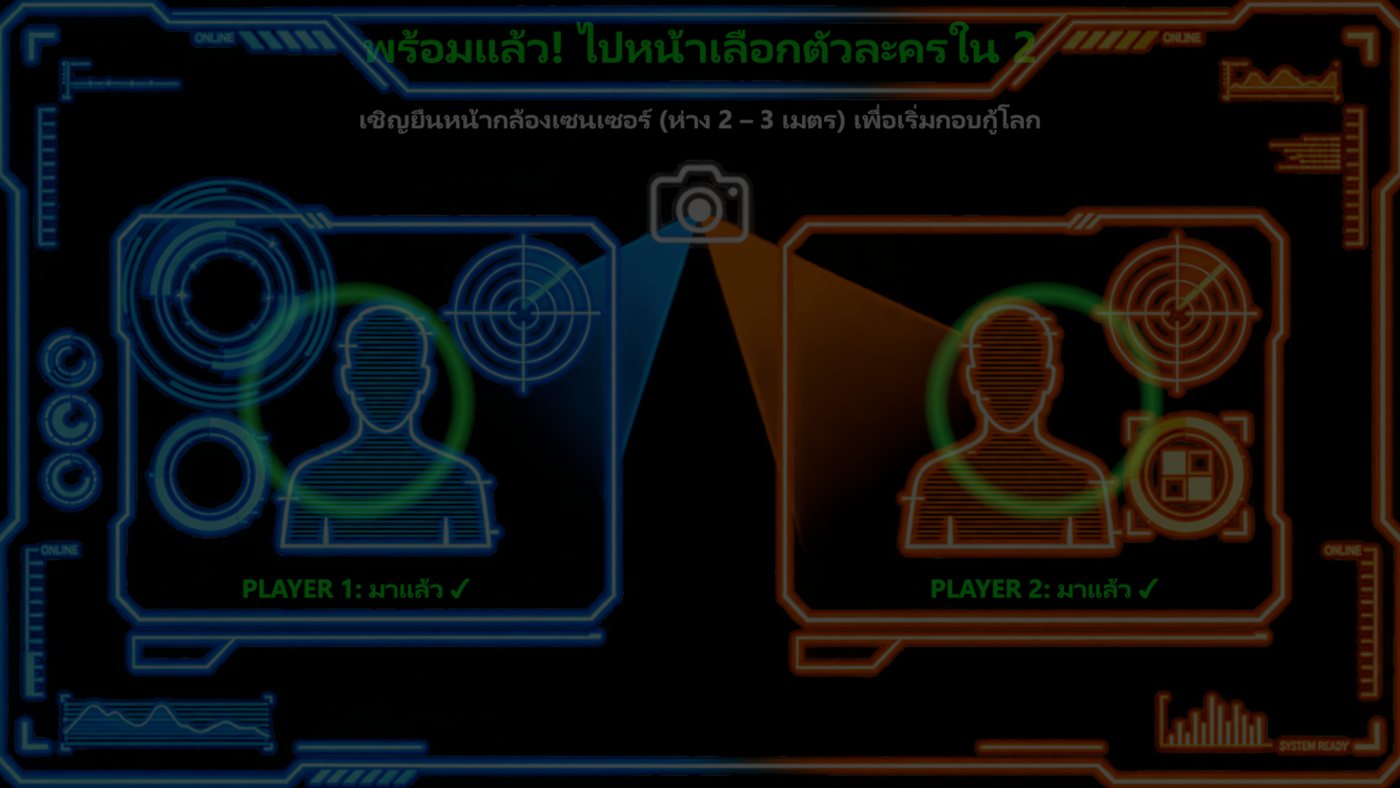 ONLINE
ONLINE
พร้อมแล้ว! ไปหน้าเลือกตัวละครใน 2
เชิญยืนหน้ากล้องเซนเซอร์ (ห่าง 2 – 3 เมตร) เพื่อเริ่มกอบกู้โลก
ONLINE
ONLINE
PLAYER 1: มาแล้ว ✓
PLAYER 2: มาแล้ว ✓
SYSTEM READY